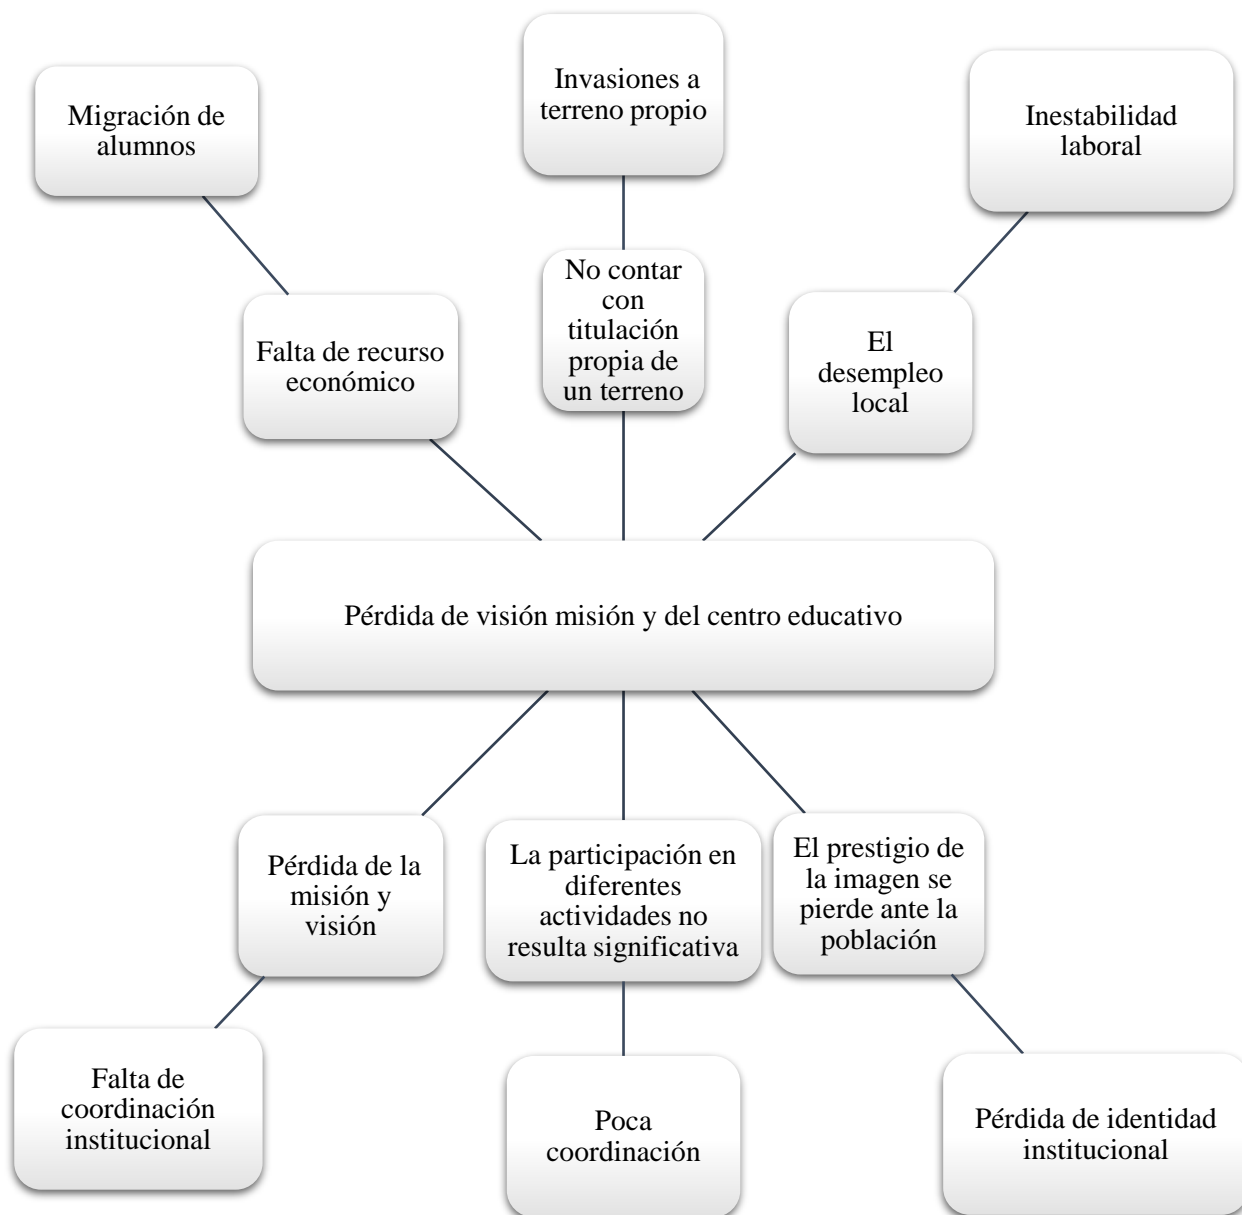 Invasiones a
terreno propio
Migración de
alumnos
Inestabilidad
laboral
No contar
con
titulación
propia de
un terreno
Falta de recurso
económico
El
desempleo
local
Pérdida de visión misión y del centro educativo
Pérdida de la
misión y
visión
La participación en
diferentes
actividades no
resulta significativa
El prestigio de
la imagen se
pierde ante la
población
Falta de
coordinación
institucional
Poca
coordinación
Pérdida de identidad
institucional